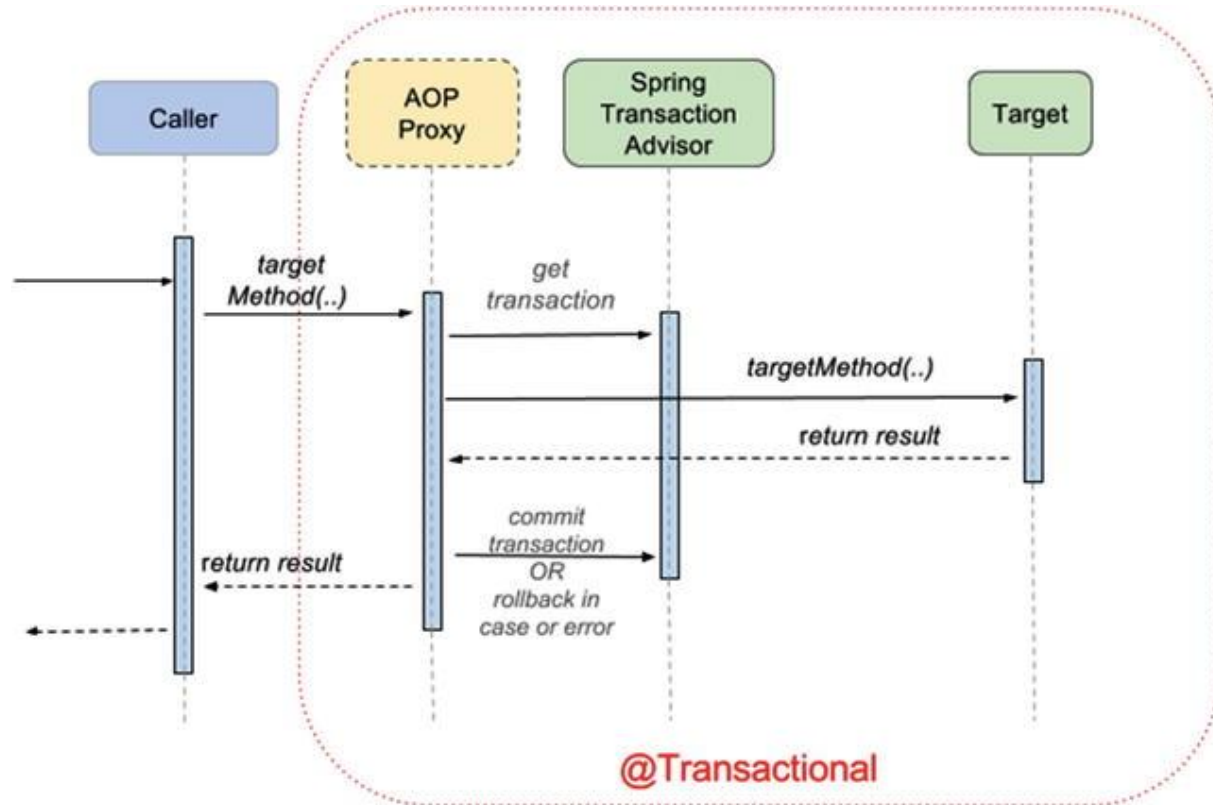 Caller
AOP
Proxy
Spring
Transaction
Advisor
Target
target
Method(..)
get
transaction
targetMethod(..)
return result
commit
transaction
OR
rollback in
case or error
return result
@Transactional